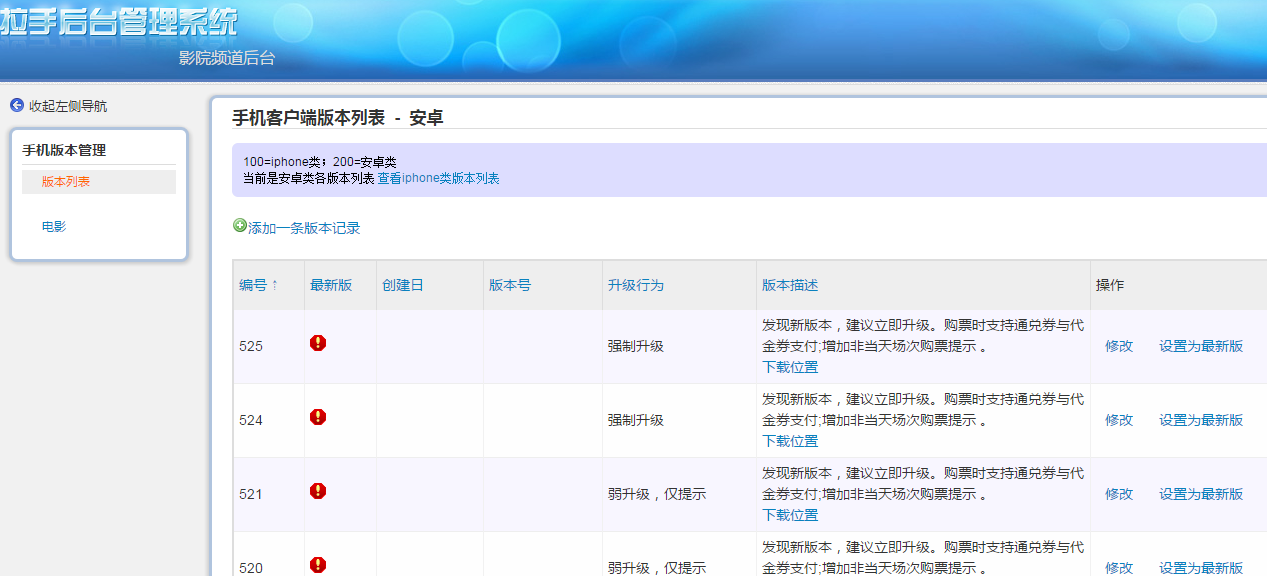 拉手后台管理系统
影院频道后台
收起左侧导航
手机版本管理
版本列表
电影
手机客户端版本列表 - 安卓
100=iphone类；200=安卓类
当前是安卓类各版本列表 查看iphone类版本列表
添加一条版本记录
编号↑ 最新版 创建日 版本号 升级行为 版本描述 操作
发现新版本，建议立即升级。购票时支持通兑券与代
525 强制升级 金券支付;增加非当天场次购票提示 。 修改 设置为最新版
下载位置
发现新版本，建议立即升级。购票时支持通兑券与代
524 强制升级 金券支付;增加非当天场次购票提示 。 修改 设置为最新版
下载位置
发现新版本，建议立即升级。购票时支持通兑券与代
521 弱升级，仅提示 金券支付;增加非当天场次购票提示 。 修改 设置为最新版
下载位置
发现新版本，建议立即升级。购票时支持通兑券与代
520 弱升级，仅提示 金券支付;增加非当天场次购票提示 。 修改 设置为最新版